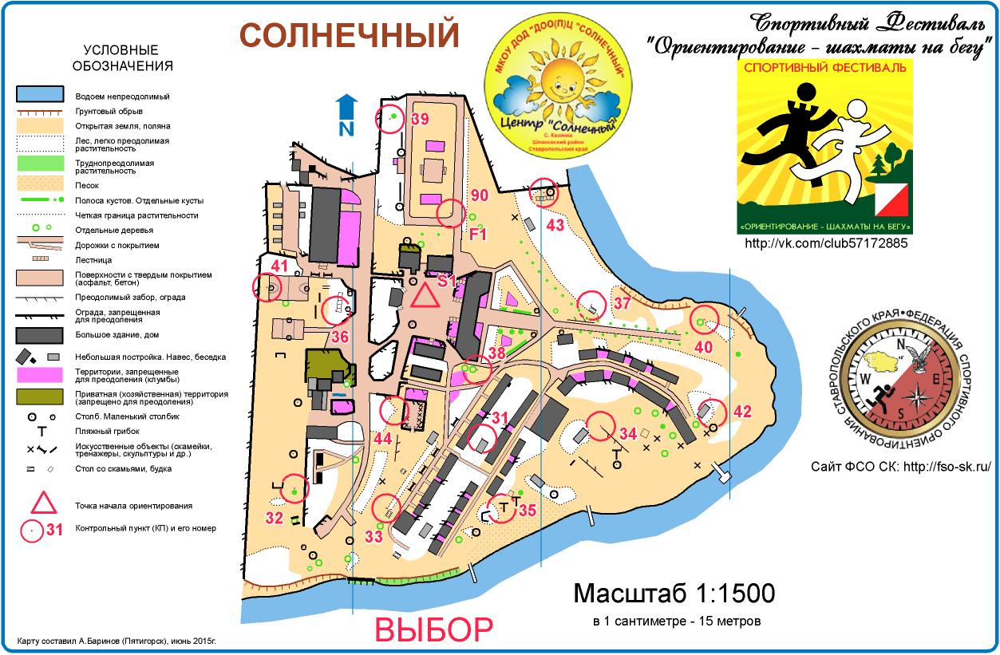 СОЛНЕЧНЫЙ
МКОУ ДОД "ДОО(П)Ц "СОЛНЕЧНЫЙ"
Центр "Солнечный"
С. Казинка
Шпаковский район
Ставропольский край
Спортивный Фестиваль
"Ориентирование - шахматы на бегу"
СПОРТИВНЫЙ ФЕСТИВАЛЬ
«ОРИЕНТИРОВАНИЕ - ШАХМАТЫ НА БЕГУ»
http://vk.com/club57172885
УСЛОВНЫЕ
ОБОЗНАЧЕНИЯ
Водоем непреодолимый
Грунтовый обрыв
Открытая земля, поляна
Лес, легко преодолимая
растительность
Труднопреодолимая
растительность
Песок
Полоса кустов. Отдельные кусты
Четкая граница растительности
Отдельные деревья
Дорожки с покрытием
Лестница
Поверхности с твердым покрытием
(асфальт, бетон)
Преодолимый забор, ограда
Ограда, запрещенная
для преодоления
Большое здание, дом
Небольшая постройка. Навес, беседка
Территории, запрещенные
для преодоления (клумбы)
Приватная (хозяйственная) территория
(запрещено для преодоления)
Столб. Маленький столбик
Пляжный грибок
Искусственные объекты (скамейки,
тренажеры, скульптуры и др.)
Стол со скамьями, будка
Точка начала ориентирования
31 Контрольный пункт (КП) и его номер
N
39
90
43
F1
41
S1
37
36
40
38
42
31
44
34
32
33
35
ФЕДЕРАЦИЯ СПОРТИВНОГО ОРИЕНТИРОВАНИЯ СТАВРОПОЛЬСКОГО КРАЯ
N
W
В
S
Сайт ФСО СК: http://fso-sk.ru/
Масштаб 1:1500
в 1 сантиметре - 15 метров
ВЫБОР
Карту составил А.Баринов (Пятигорск), июнь 2015г.